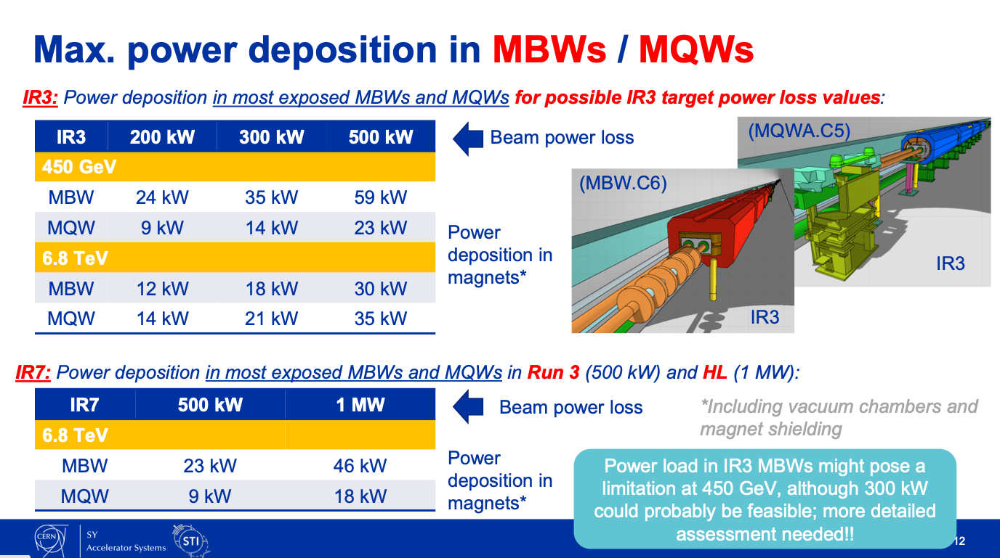 Max. power deposition in MBWs / MQWs
IR3: Power deposition in most exposed MBWs and MQWs for possible IR3 target power loss values:
IR3 200 kW 300 kW 500 kW
450 GeV
MBW 24 kW 35 kW 59 kW
MQW 9 kW 14 kW 23 kW
6.8 TeV
MBW 12 kW 18 kW 30 kW
MQW 14 kW 21 kW 35 kW
Beam power loss
Power
deposition in
magnets*
(MBW.C6)
IR3
(MQWA.C5)
IR3
IR7: Power deposition in most exposed MBWs and MQWs in Run 3 (500 kW) and HL (1 MW):
IR7 500 kW 1 MW
6.8 TeV
MBW 23 kW 46 kW
MQW 9 kW 18 kW
Beam power loss
Power
deposition in
magnets*
*Including vacuum chambers and
magnet shielding
Power load in IR3 MBWs might pose a
limitation at 450 GeV, although 300 kW
could probably be feasible; more detailed
assessment needed!!
CERN
SY
Accelerator Systems
STI
12